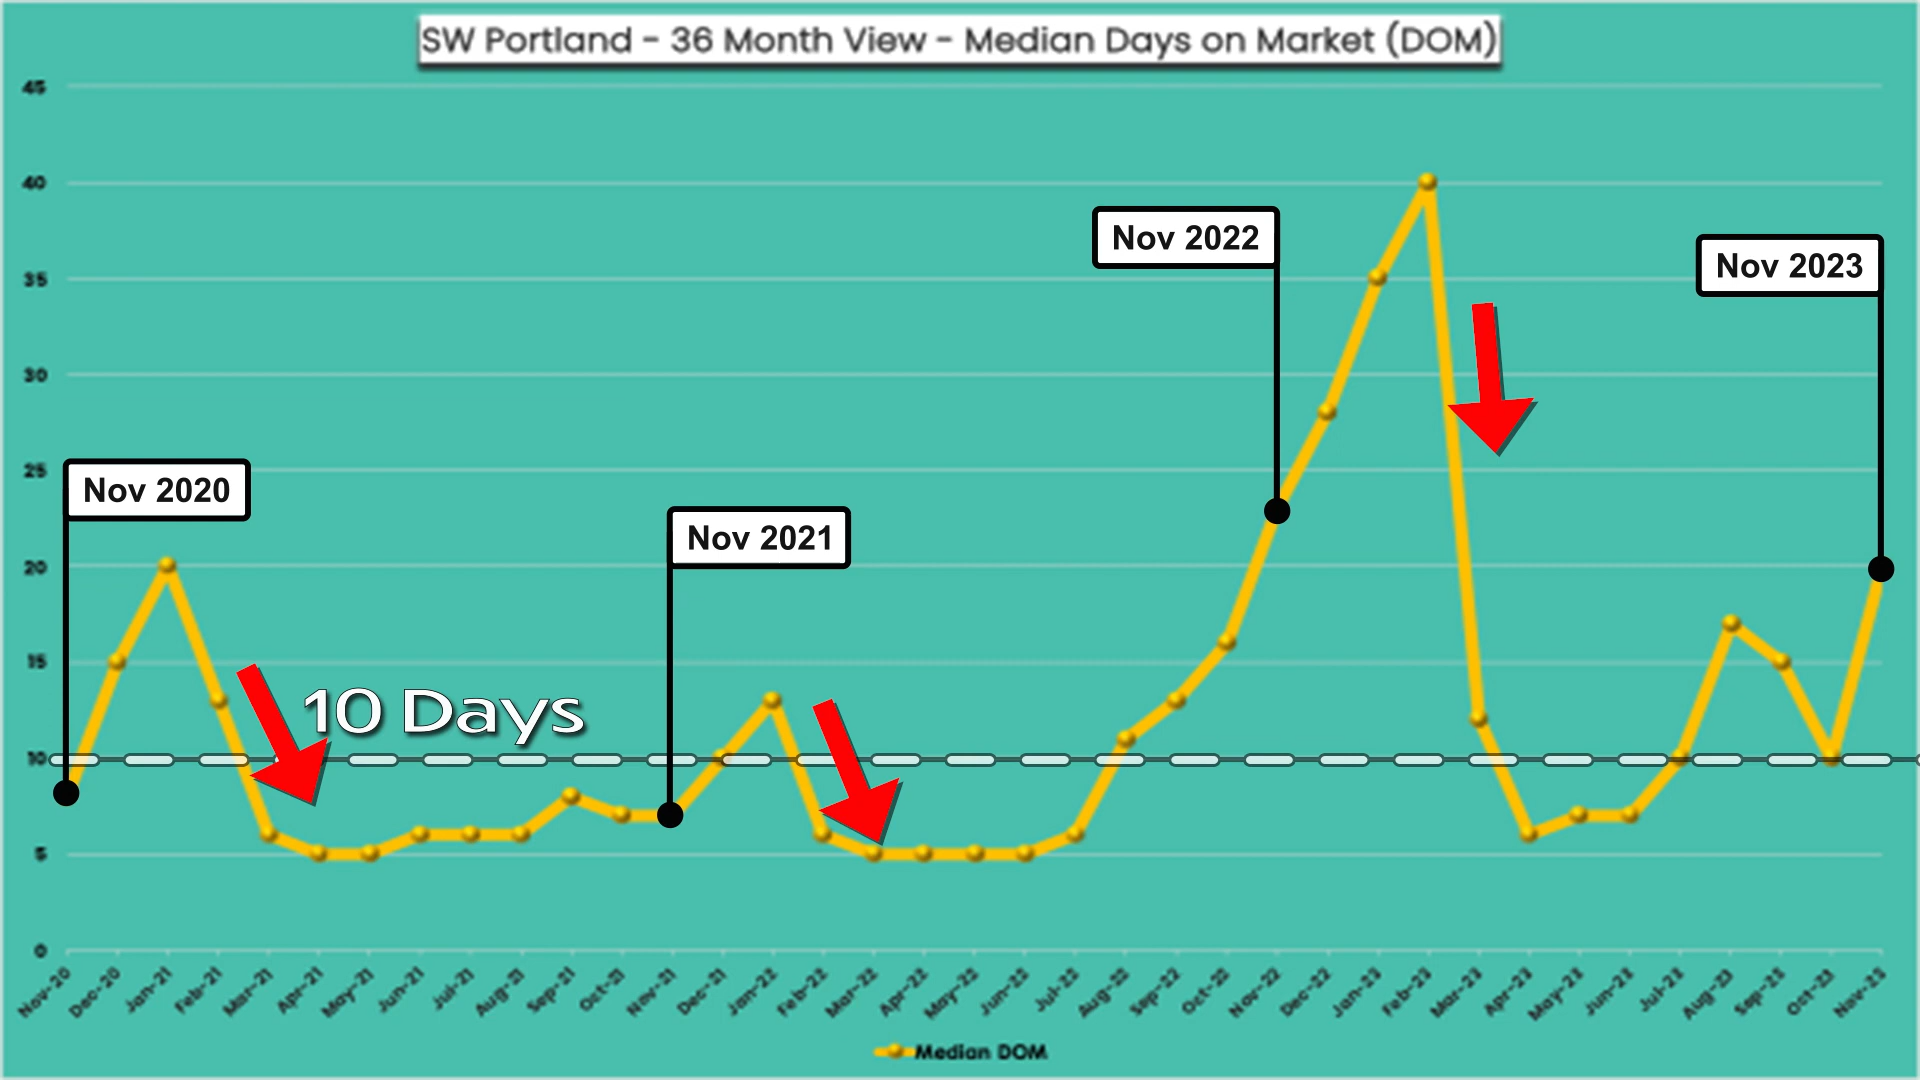 SW Portland - 36 Month View - Median Days on Market (DOM)
45
40
35
30
25
20
15
10
5
0
Nov 2020
Nov 2021
Nov 2022
Nov 2023
10 Days
Nov-20
Dec-20
Jan-21
Feb-21
Mar-21
Apr-21
May-21
Jun-21
Jul-21
Aug-21
Sep-21
Oct-21
Nov-21
Dec-21
Jan-22
Feb-22
Mar-22
Apr-22
May-22
Jun-22
Jul-22
Aug-22
Sep-22
Oct-22
Nov-22
Dec-22
Jan-23
Feb-23
Mar-23
Apr-23
May-23
Jun-23
Jul-23
Aug-23
Sep-23
Oct-23
Nov-23
Median DOM